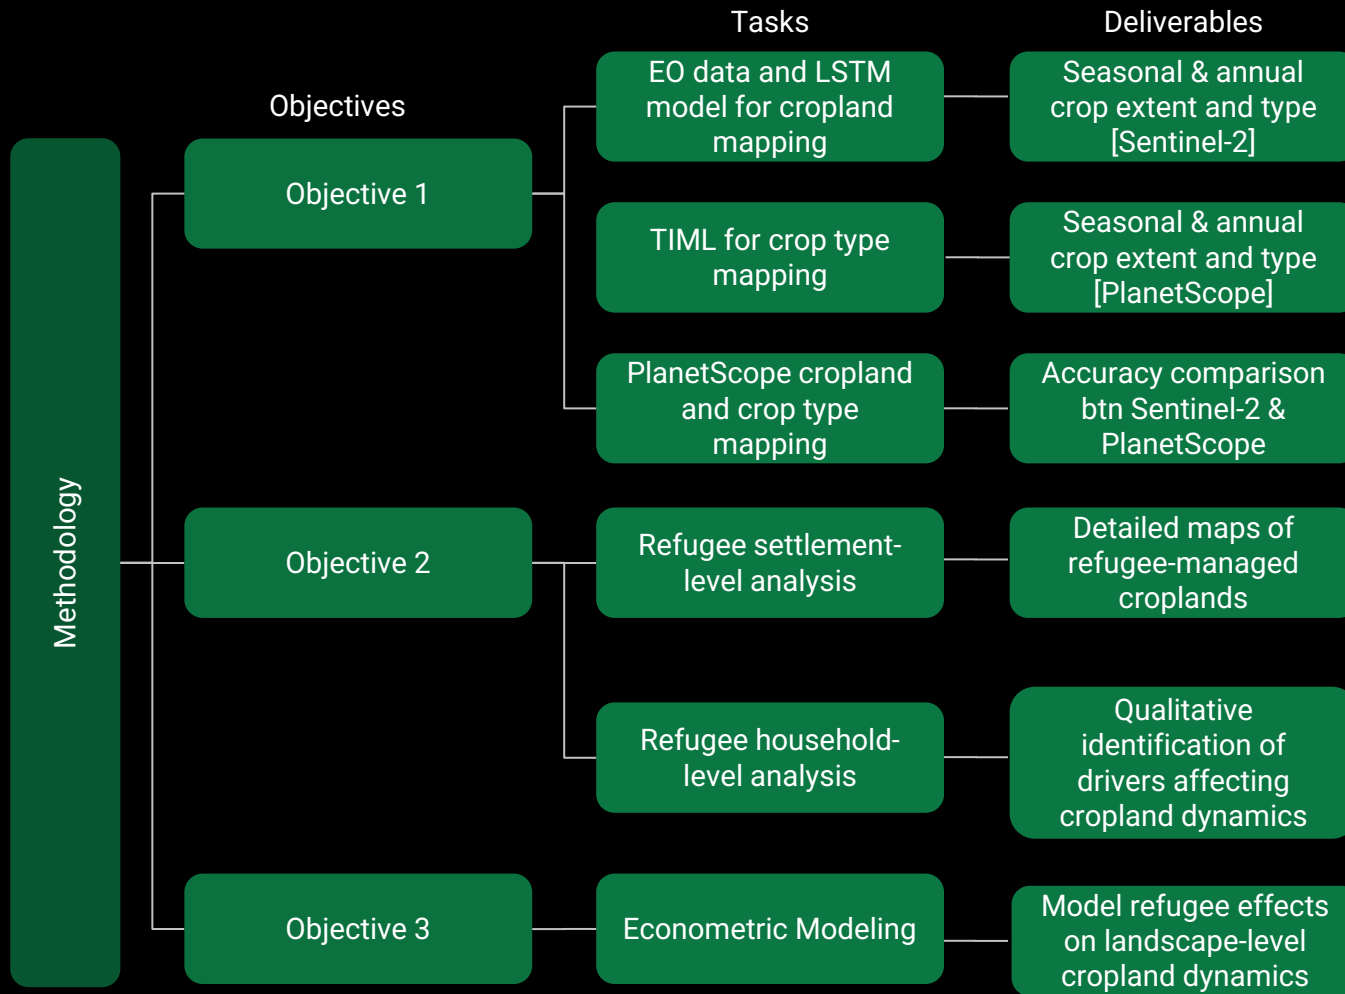 Tasks
Deliverables
Objectives
Methodology
Objective 1
EO data and LSTM
model for cropland
mapping
Seasonal & annual
crop extent and type
[Sentinel-2]
TIML for crop type
mapping
Seasonal & annual
crop extent and type
[PlanetScope]
PlanetScope cropland
and crop type
mapping
Accuracy comparison
btn Sentinel-2 &
PlanetScope
Objective 2
Refugee settlement-
level analysis
Detailed maps of
refugee-managed
croplands
Refugee household-
level analysis
Qualitative
identification of
drivers affecting
cropland dynamics
Objective 3
Econometric Modeling
Model refugee effects
on landscape-level
cropland dynamics